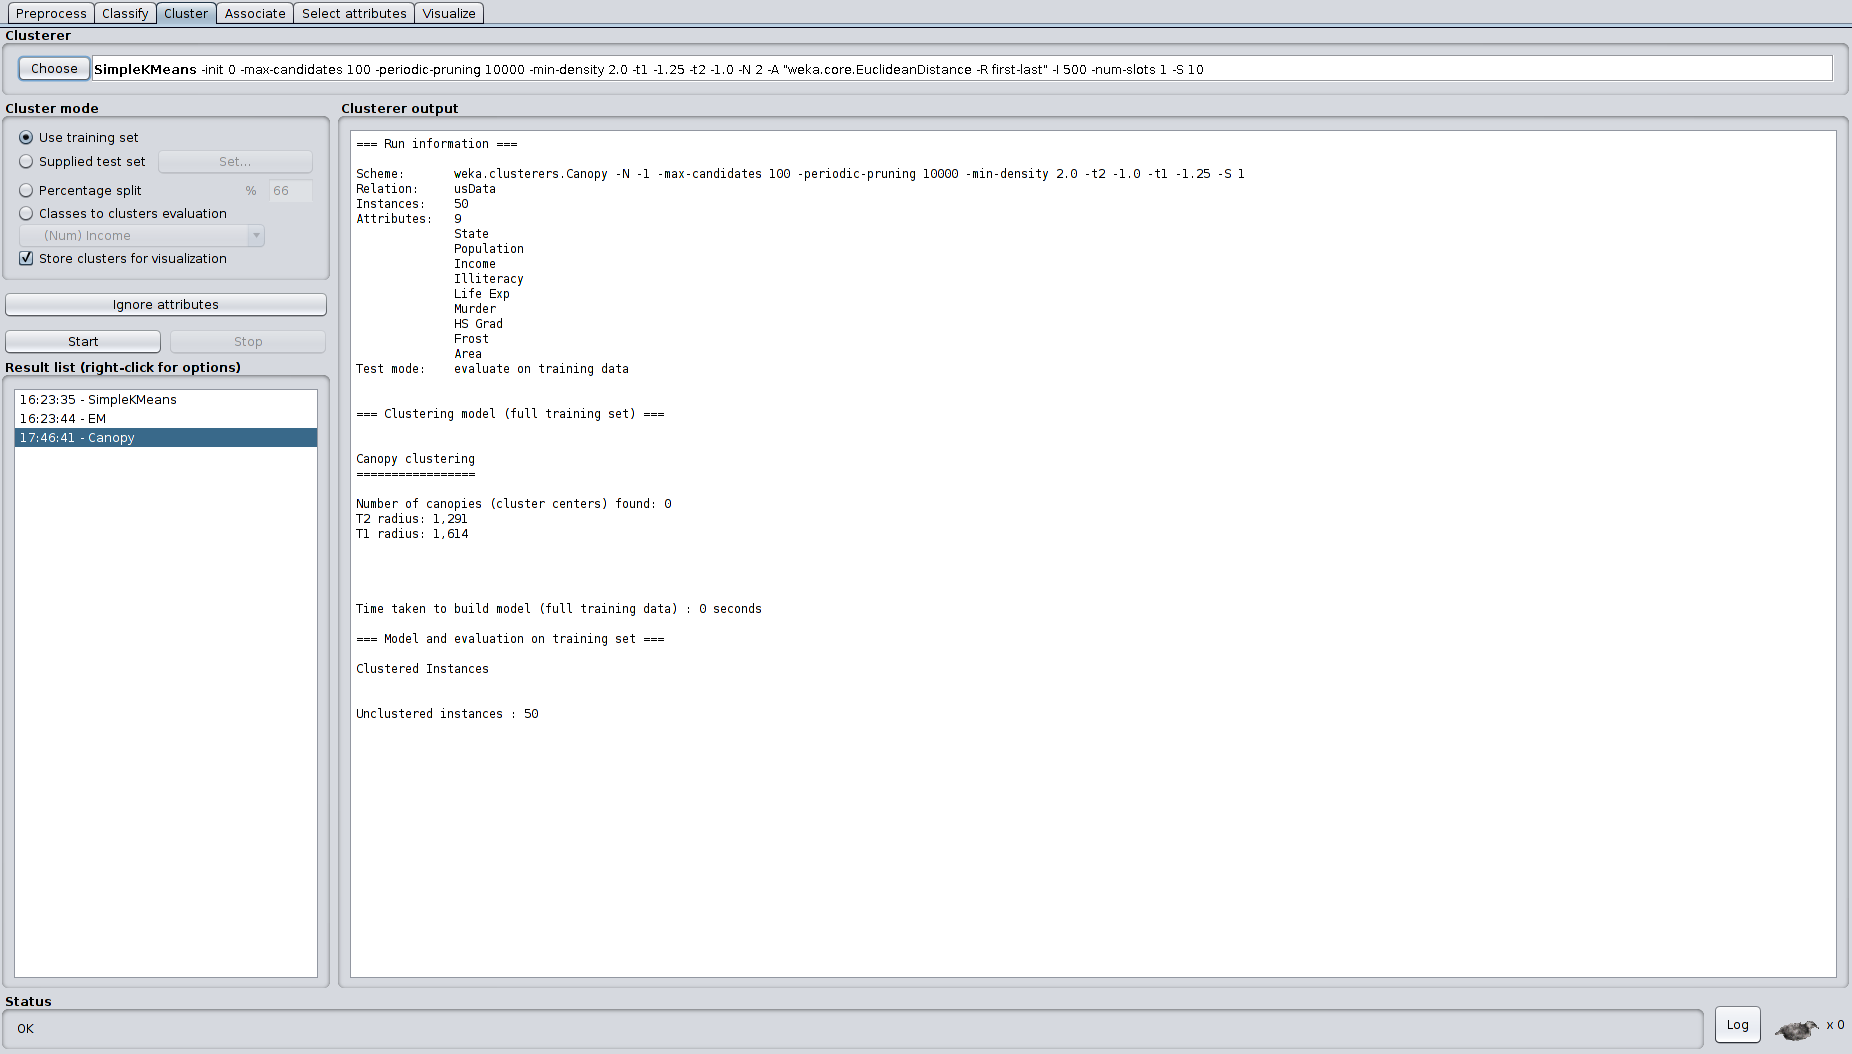 Preprocess Classify Cluster Associate Select attributes Visualize
Clusterer
Choose SimpleKMeans -init 0 -max-candidates 100 -periodic-pruning 10000 -min-density 2.0 -t1 -1.25 -t2 -1.0 -N 2 -A "weka.core.EuclideanDistance -R first-last" -I 500 -num-slots 1 -S 10
Cluster mode
Use training set
Supplied test set Set...
Percentage split % 66
Classes to clusters evaluation
(Num) Income
Store clusters for visualization
Ignore attributes
Start Stop
Result list (right-click for options)
16:23:35 - SimpleKMeans
16:23:44 - EM
17:46:41 - Canopy
Clusterer output
=== Run information ===
Scheme: weka.clusterers.Canopy -N -1 -max-candidates 100 -periodic-pruning 10000 -min-density 2.0 -t2 -1.0 -t1 -1.25 -S 1
Relation: usData
Instances: 50
Attributes: 9
State
Population
Income
Illiteracy
Life Exp
Murder
HS Grad
Frost
Area
Test mode: evaluate on training data
=== Clustering model (full training set) ===
Canopy clustering
=================
Number of canopies (cluster centers) found: 0
T2 radius: 1,291
T1 radius: 1,614
Time taken to build model (full training data) : 0 seconds
=== Model and evaluation on training set ===
Clustered Instances
Unclustered instances : 50
Status
OK
Log x 0